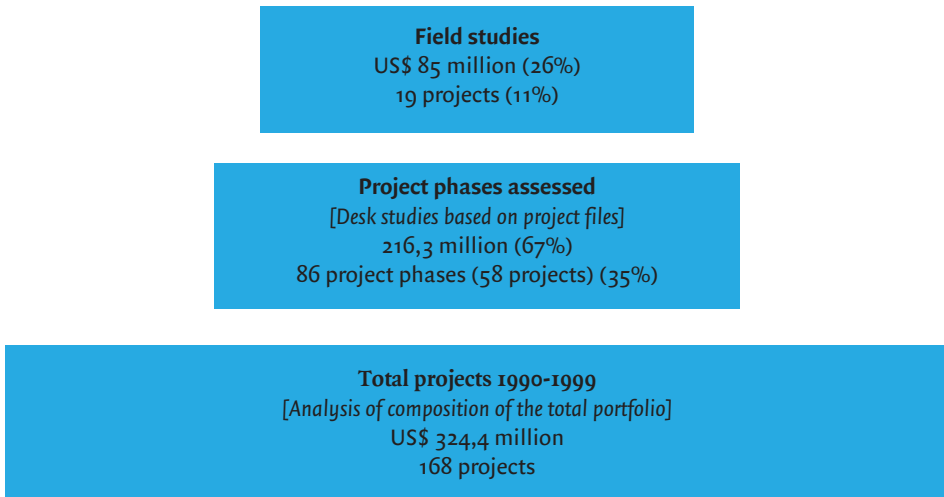 Field studies
US$ 85 million (26%)
19 projects (11%)
Project phases assessed
[Desk studies based on project files]
216,3 million (67%)
86 project phases (58 projects) (35%)
Total projects 1990-1999
[Analysis of composition of the total portfolio]
US$ 324,4 million
168 projects